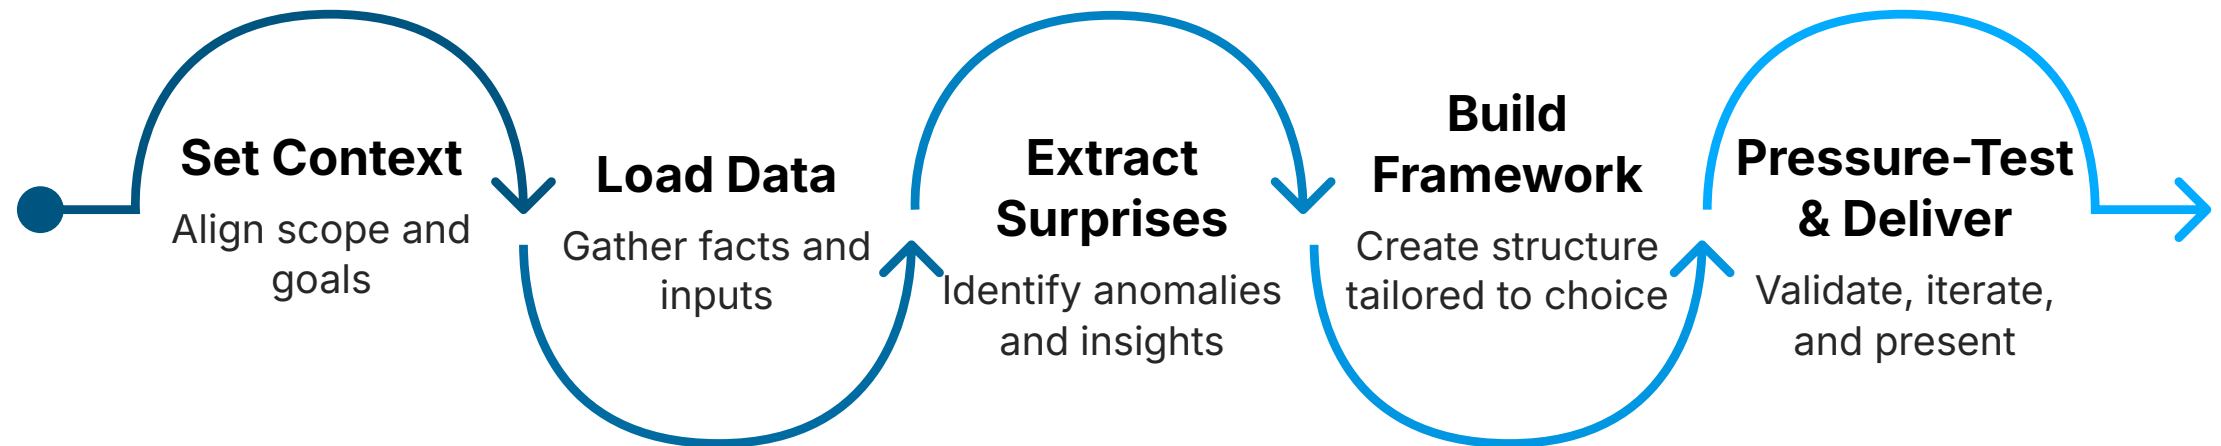 Set Context
Align scope and
goals
Load Data
Gather facts and
inputs
Extract
Surprises
Identify anomalies
and insights
Build
Framework
Create structure
tailored to choice
Pressure-Test
& Deliver
Validate, iterate,
and present